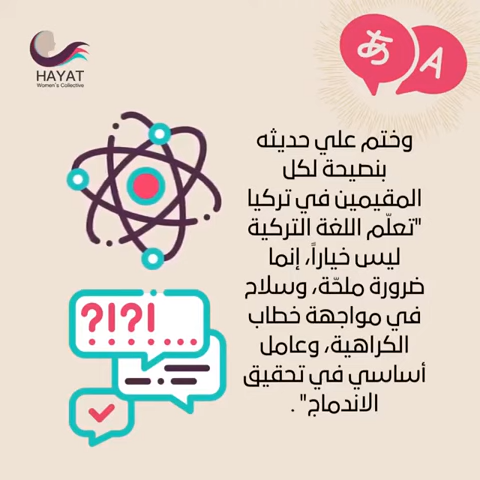 HAYAT
Women's Collective
あ
A
وختم علي حديثه
بنصيحة لكل
المقيمين في تركيا
"تعلّم اللغة التركية
ليس خياراً، إنما
ضرورة ملحّة، وسلاح
في مواجهة خطاب
الكراهية، وعامل
أساسي في تحقيق
الاندماج" .
?!?!